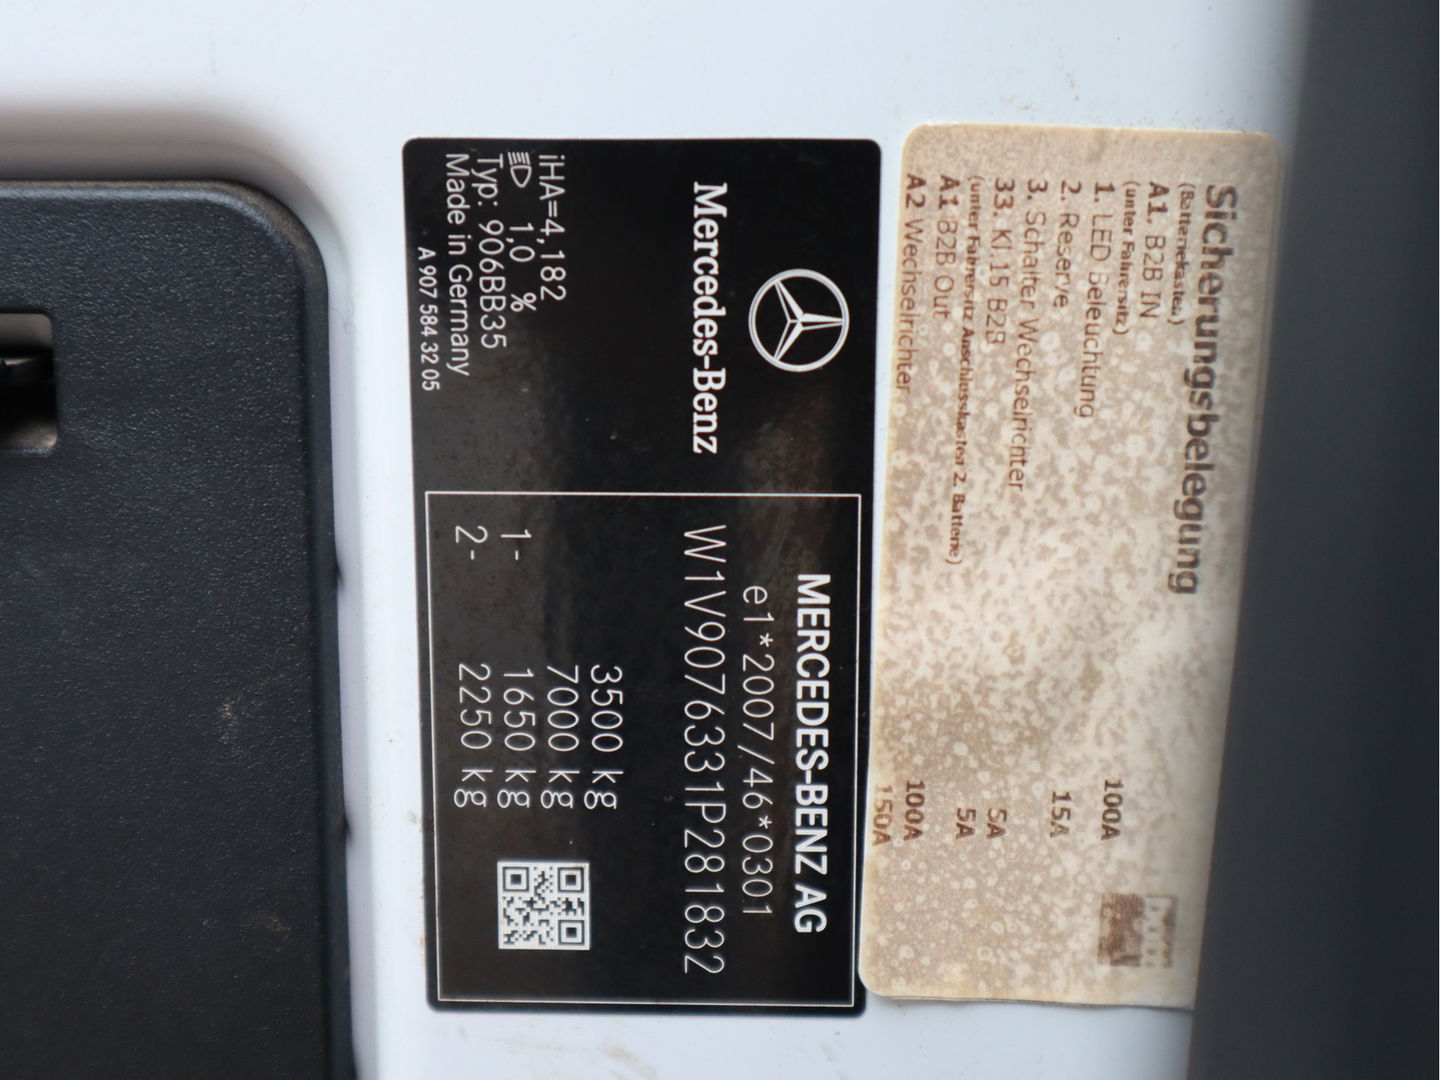 Mercedes-Benz
iHA=4,182
1,0 %
Typ: 906BB35
Made in Germany
A 907 584 32 05
MERCEDES-BENZ AG
e1*2007/46*0301
W1V9076331P281832
3500 kg
7000 kg
1- 1650 kg
2- 2250 kg
Sicherungsbelegung
(Batteriekasten)
A1. B2B IN 100A
(unter Fahrersitz)
1. LED Beleuchtung 15A
2. Reserve
3. Schalter Wechselrichter 5A
33. Kl.15 B2B 5A
(unter Fahrersitz Anschlusskasten 2. Batterie)
A1 B2B Out 100A
A2 Wechselrichter 150A